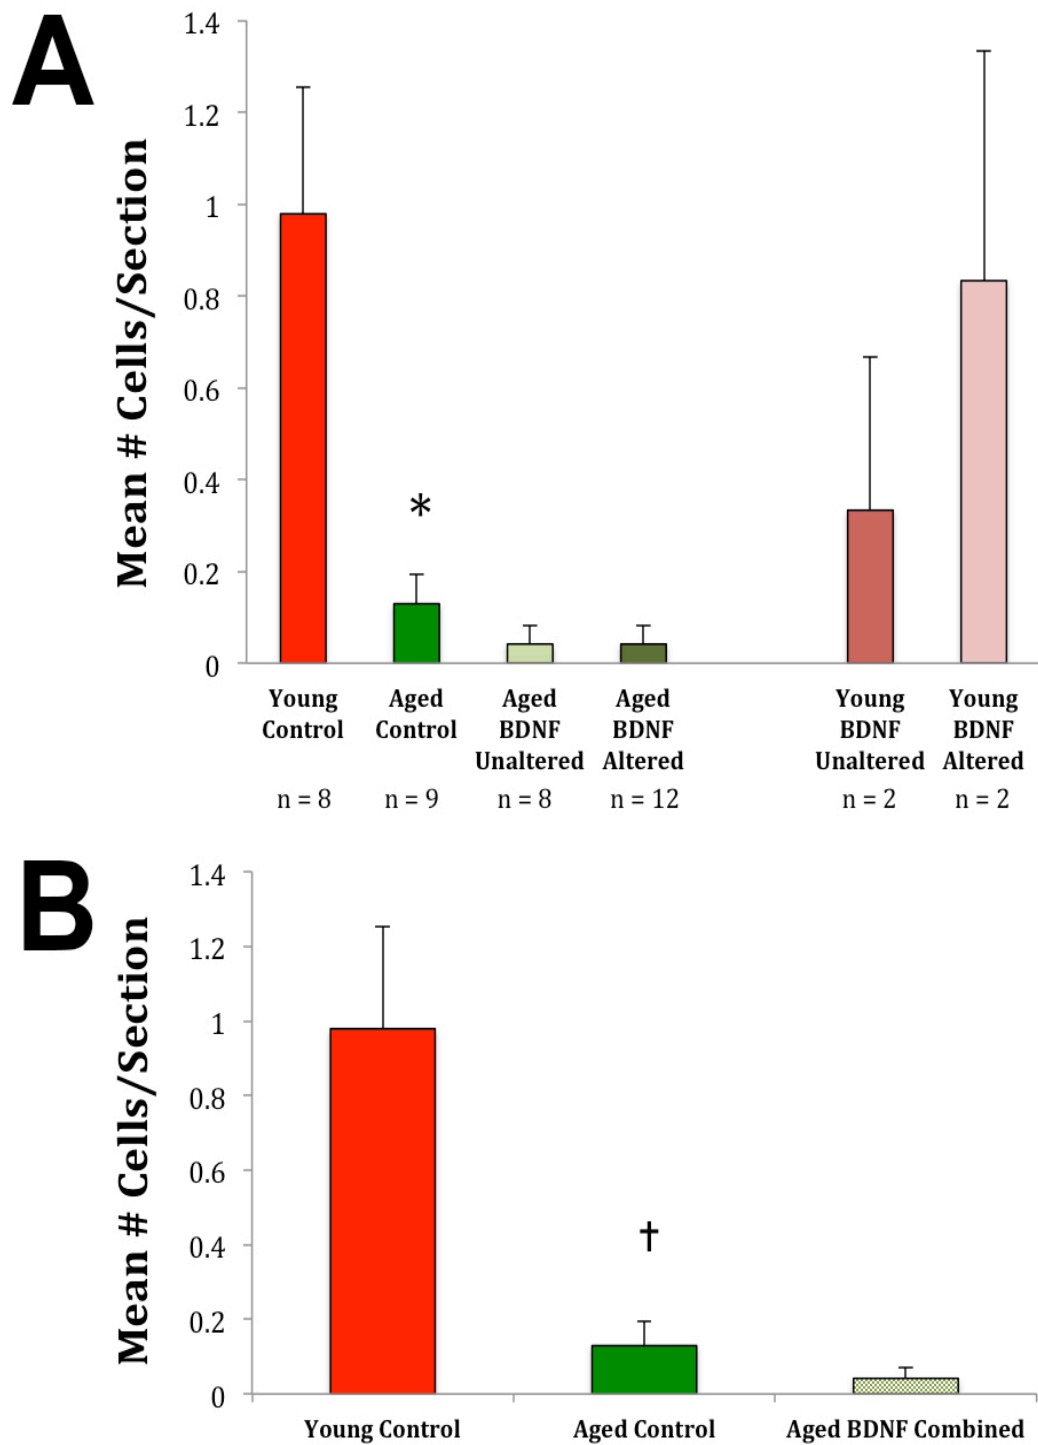 A
Mean # Cells/Section
1.4
1.2
1
0.8
0.6
0.4
0.2
0
*
Young Control
Aged Control
Aged BDNF Unaltered
Aged BDNF Altered
Young BDNF Unaltered
Young BDNF Altered
n = 8
n = 9
n = 8
n = 12
n = 2
n = 2
B
Mean # Cells/Section
1.4
1.2
1
0.8
0.6
0.4
0.2
0
†
Young Control
Aged Control
Aged BDNF Combined